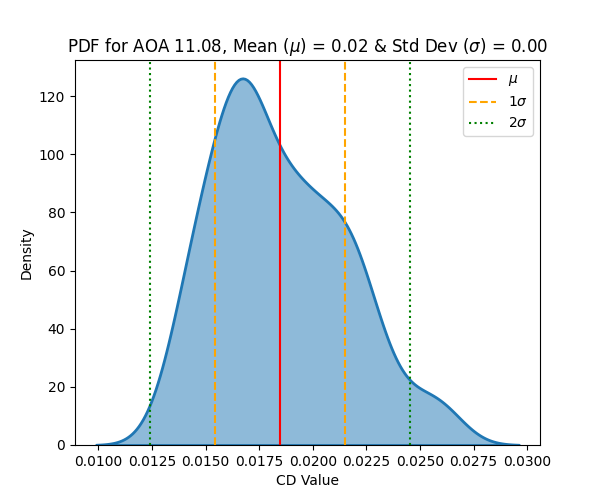 PDF for AOA 11.08, Mean (μ) = 0.02 & Std Dev (σ) = 0.00
μ
1σ
2σ
120
100
80
60
40
20
0
Density
0.0100 0.0125 0.0150 0.0175 0.0200 0.0225 0.0250 0.0275 0.0300
CD Value